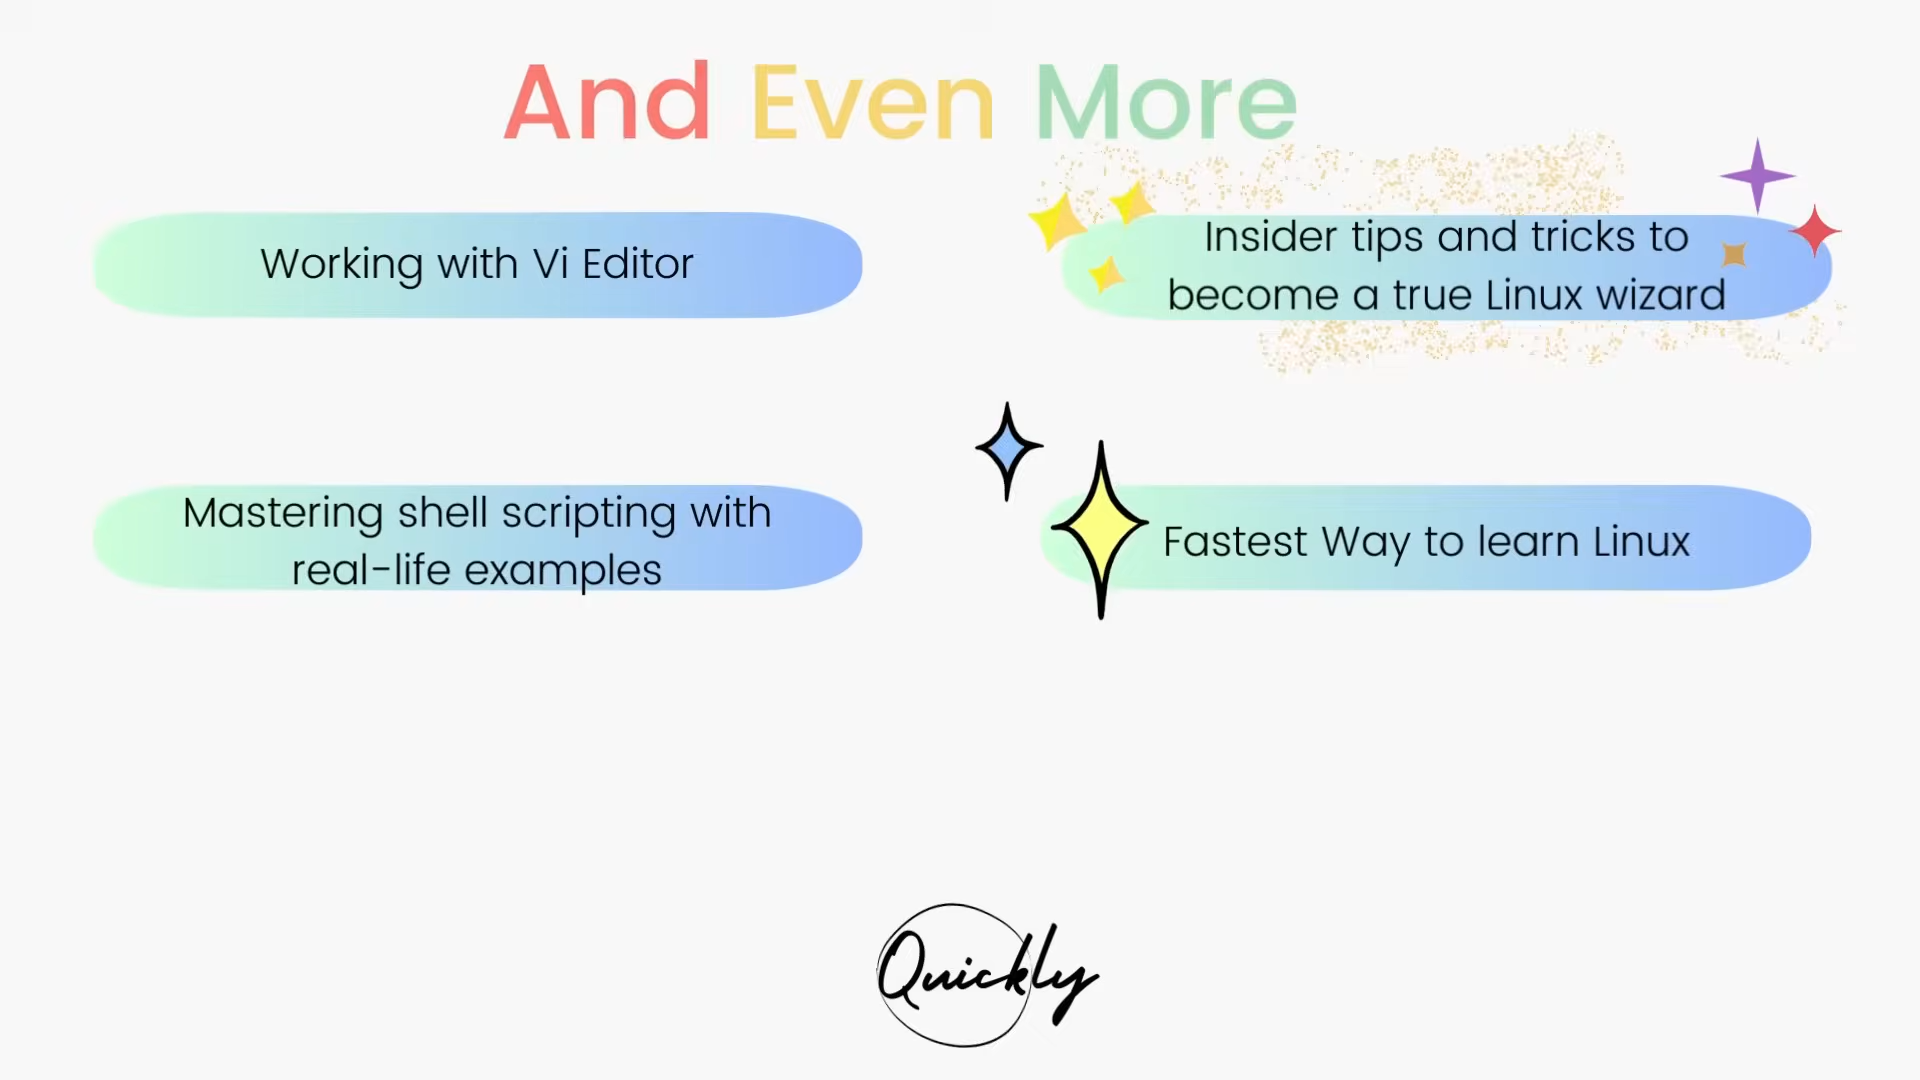 And Even More
Working with Vi Editor
Insider tips and tricks to
become a true Linux wizard
Mastering shell scripting with
real-life examples
Fastest Way to learn Linux
Quickly